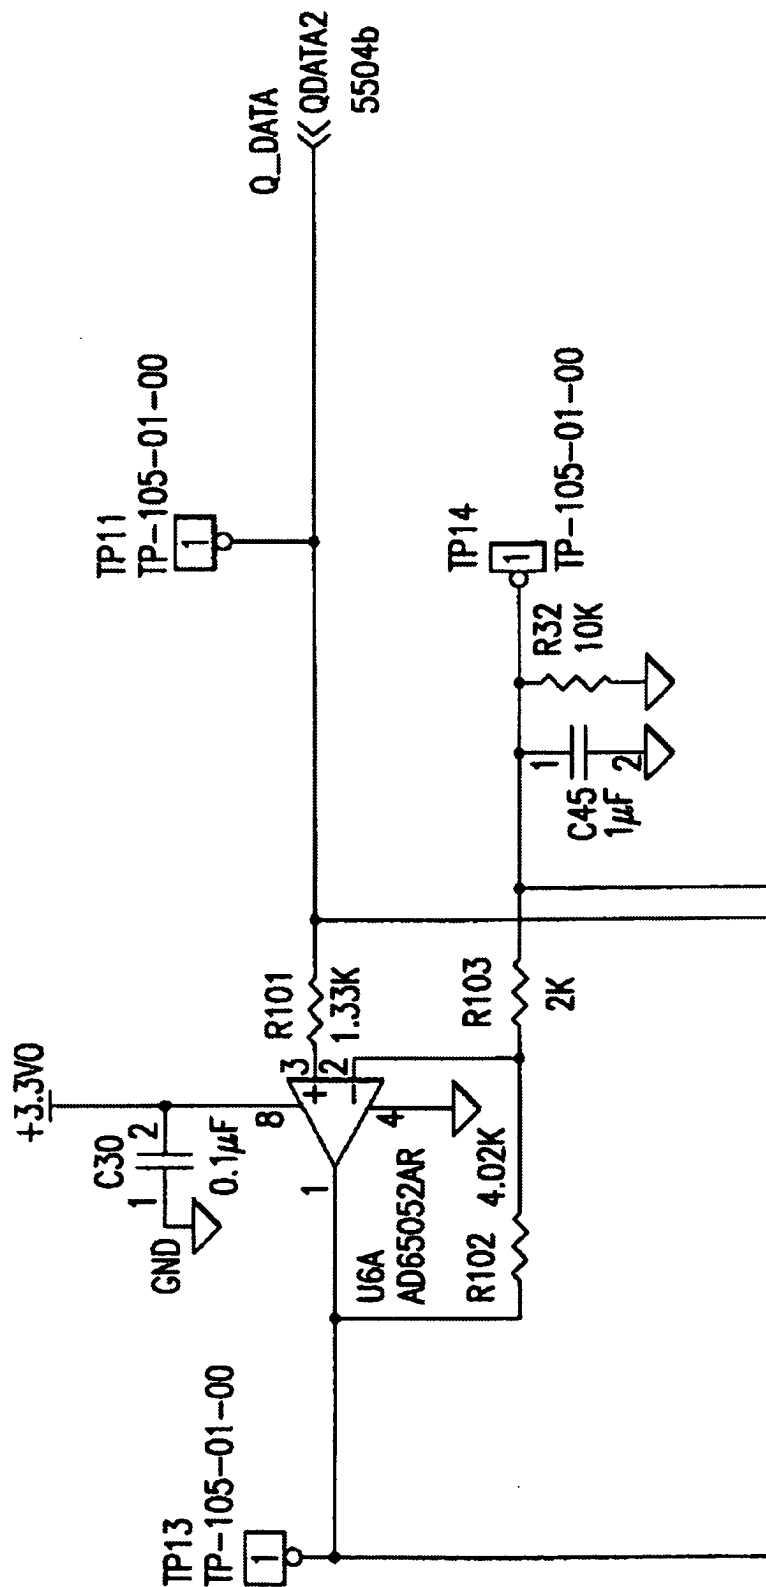 TP13
TP-105-01-00
1
+3.3VO
C30
1
2
0.1µF
GND
8
1
3
+
2
−
4
U6A
AD65052AR
R102
4.02K
R101
1.33K
R103
2K
TP11
TP-105-01-00
1
Q_DATA
QDATA2
5504b
C45
1µF
1
2
R32
10K
TP14
1
TP-105-01-00